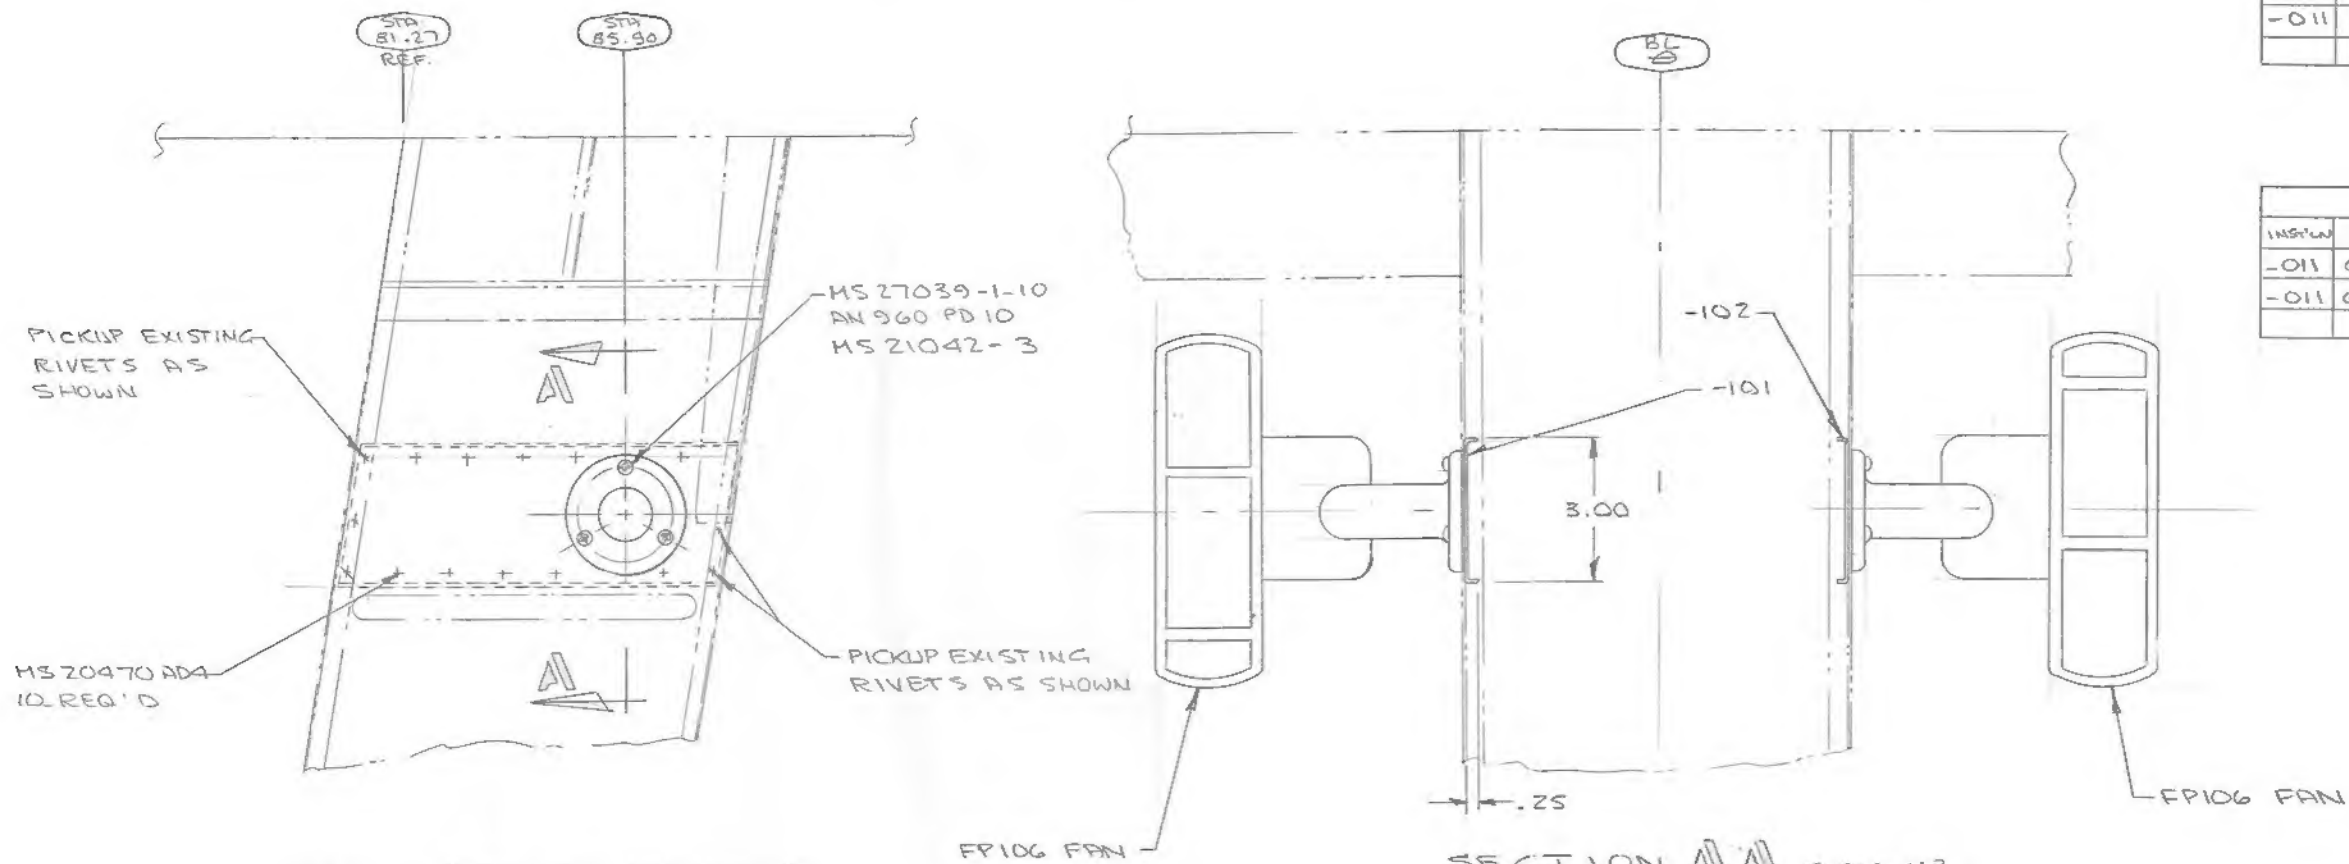 STA
81.27
REF.
STA
85.90
BL
-011
INST'LN
-011
-011
MS 27039-1-10
AN 960 PD 10
MS 21042-3
PICKUP EXISTING
RIVETS AS
SHOWN
A
-102
-101
3.00
MS 20470 AD4
10 REQ'D
A
PICKUP EXISTING
RIVETS AS SHOWN
.25
FP106 FAN
FP106 FAN
SECTION AA